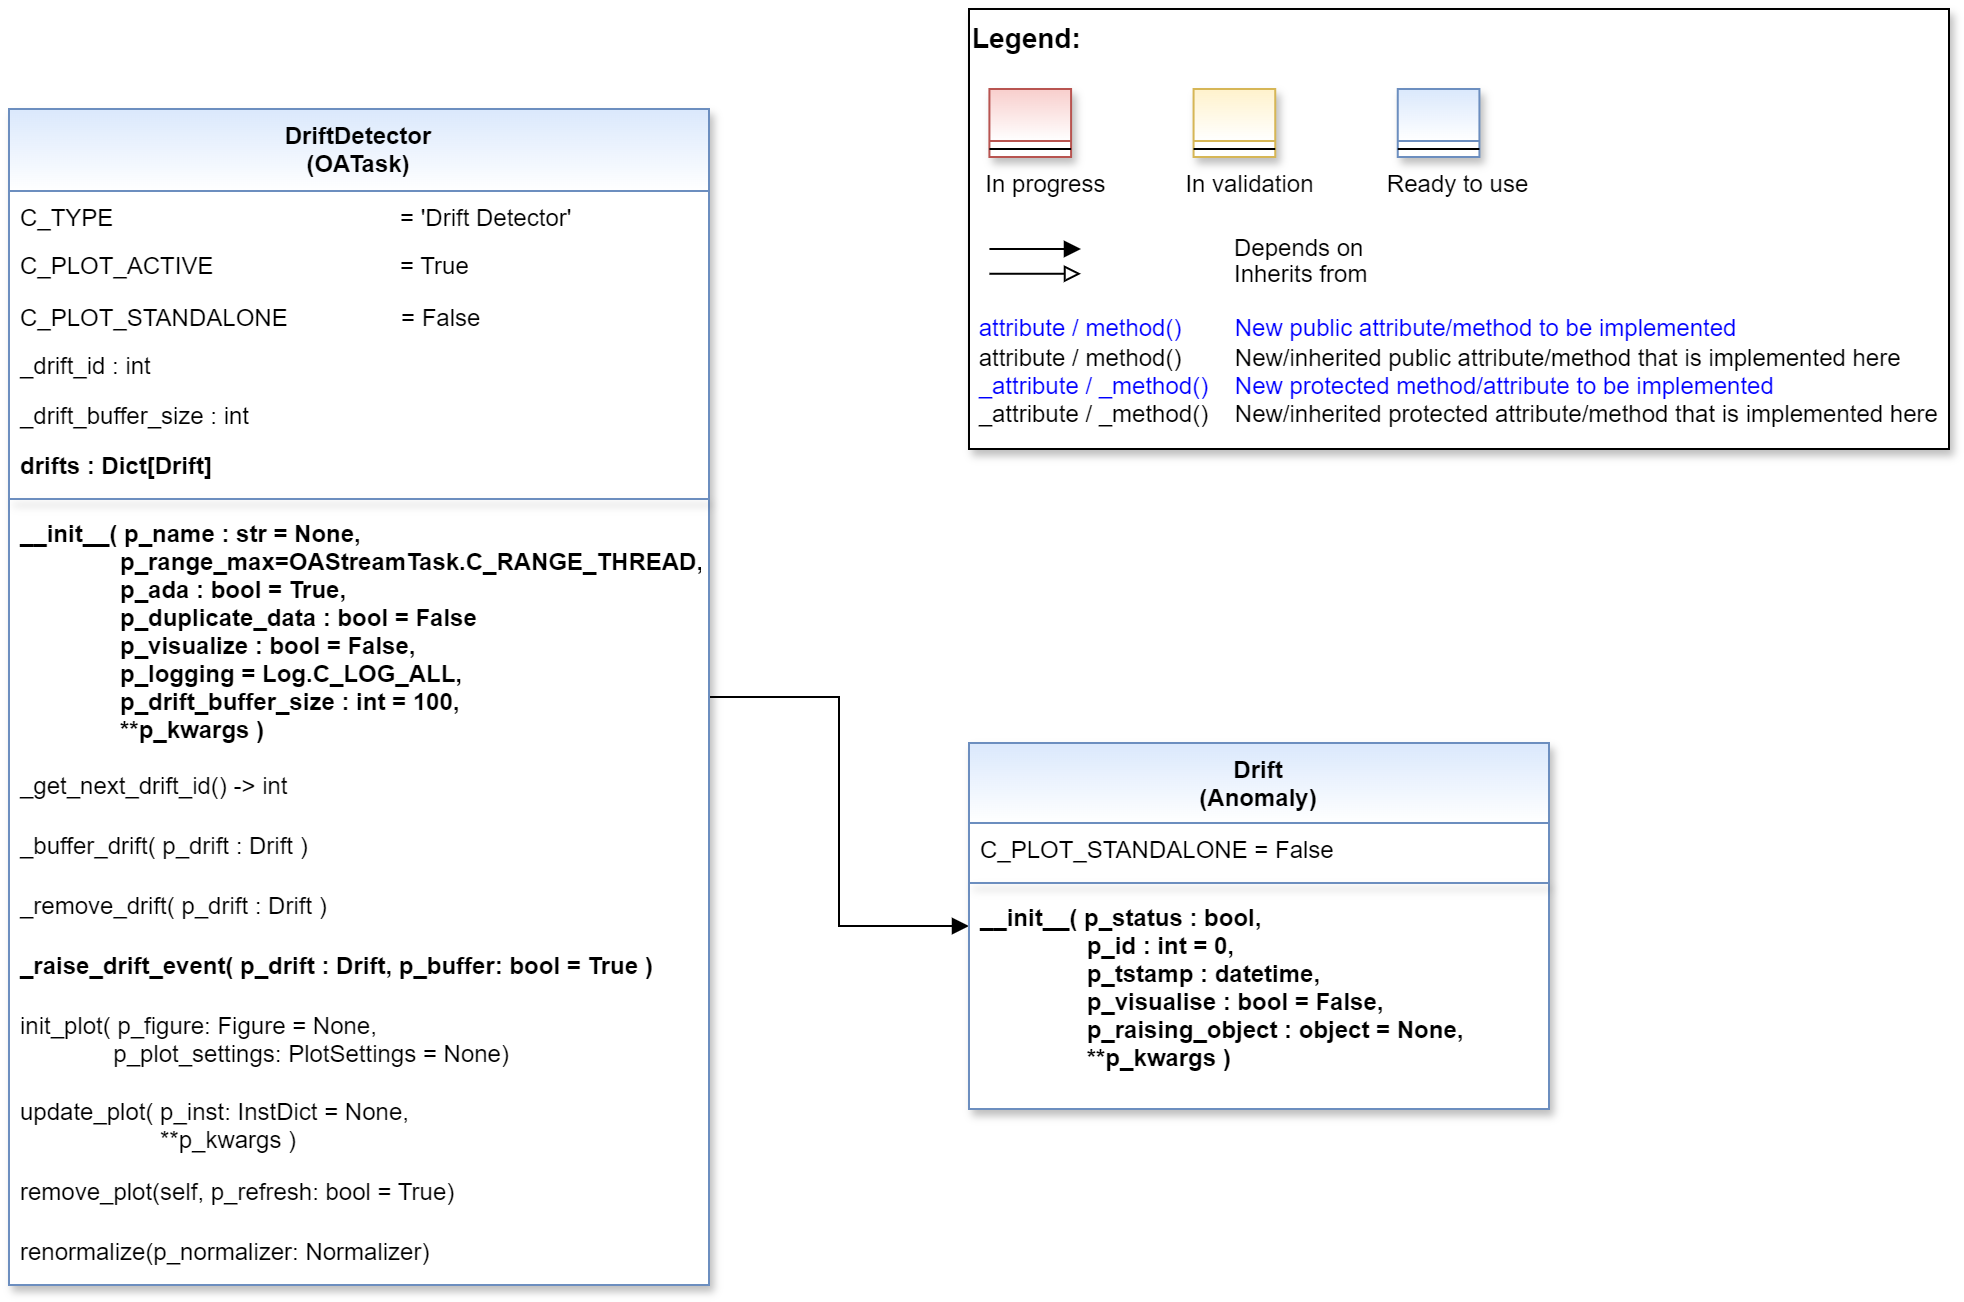 Legend:
In progress
In validation
Ready to use
Depends on
Inherits from
attribute / method() New public attribute/method to be implemented
attribute / method() New/inherited public attribute/method that is implemented here
_attribute / _method() New protected method/attribute to be implemented
_attribute / _method() New/inherited protected attribute/method that is implemented here
DriftDetector
(OATask)
C_TYPE = 'Drift Detector'
C_PLOT_ACTIVE = True
C_PLOT_STANDALONE = False
_drift_id : int
_drift_buffer_size : int
drifts : Dict[Drift]
__init__( p_name : str = None,
p_range_max=OAStreamTask.C_RANGE_THREAD,
p_ada : bool = True,
p_duplicate_data : bool = False
p_visualize : bool = False,
p_logging = Log.C_LOG_ALL,
p_drift_buffer_size : int = 100,
**p_kwargs )
_get_next_drift_id() -> int
_buffer_drift( p_drift : Drift )
_remove_drift( p_drift : Drift )
_raise_drift_event( p_drift : Drift, p_buffer: bool = True )
init_plot( p_figure: Figure = None,
p_plot_settings: PlotSettings = None)
update_plot( p_inst: InstDict = None,
**p_kwargs )
remove_plot(self, p_refresh: bool = True)
renormalize(p_normalizer: Normalizer)
Drift
(Anomaly)
C_PLOT_STANDALONE = False
__init__( p_status : bool,
p_id : int = 0,
p_tstamp : datetime,
p_visualise : bool = False,
p_raising_object : object = None,
**p_kwargs )